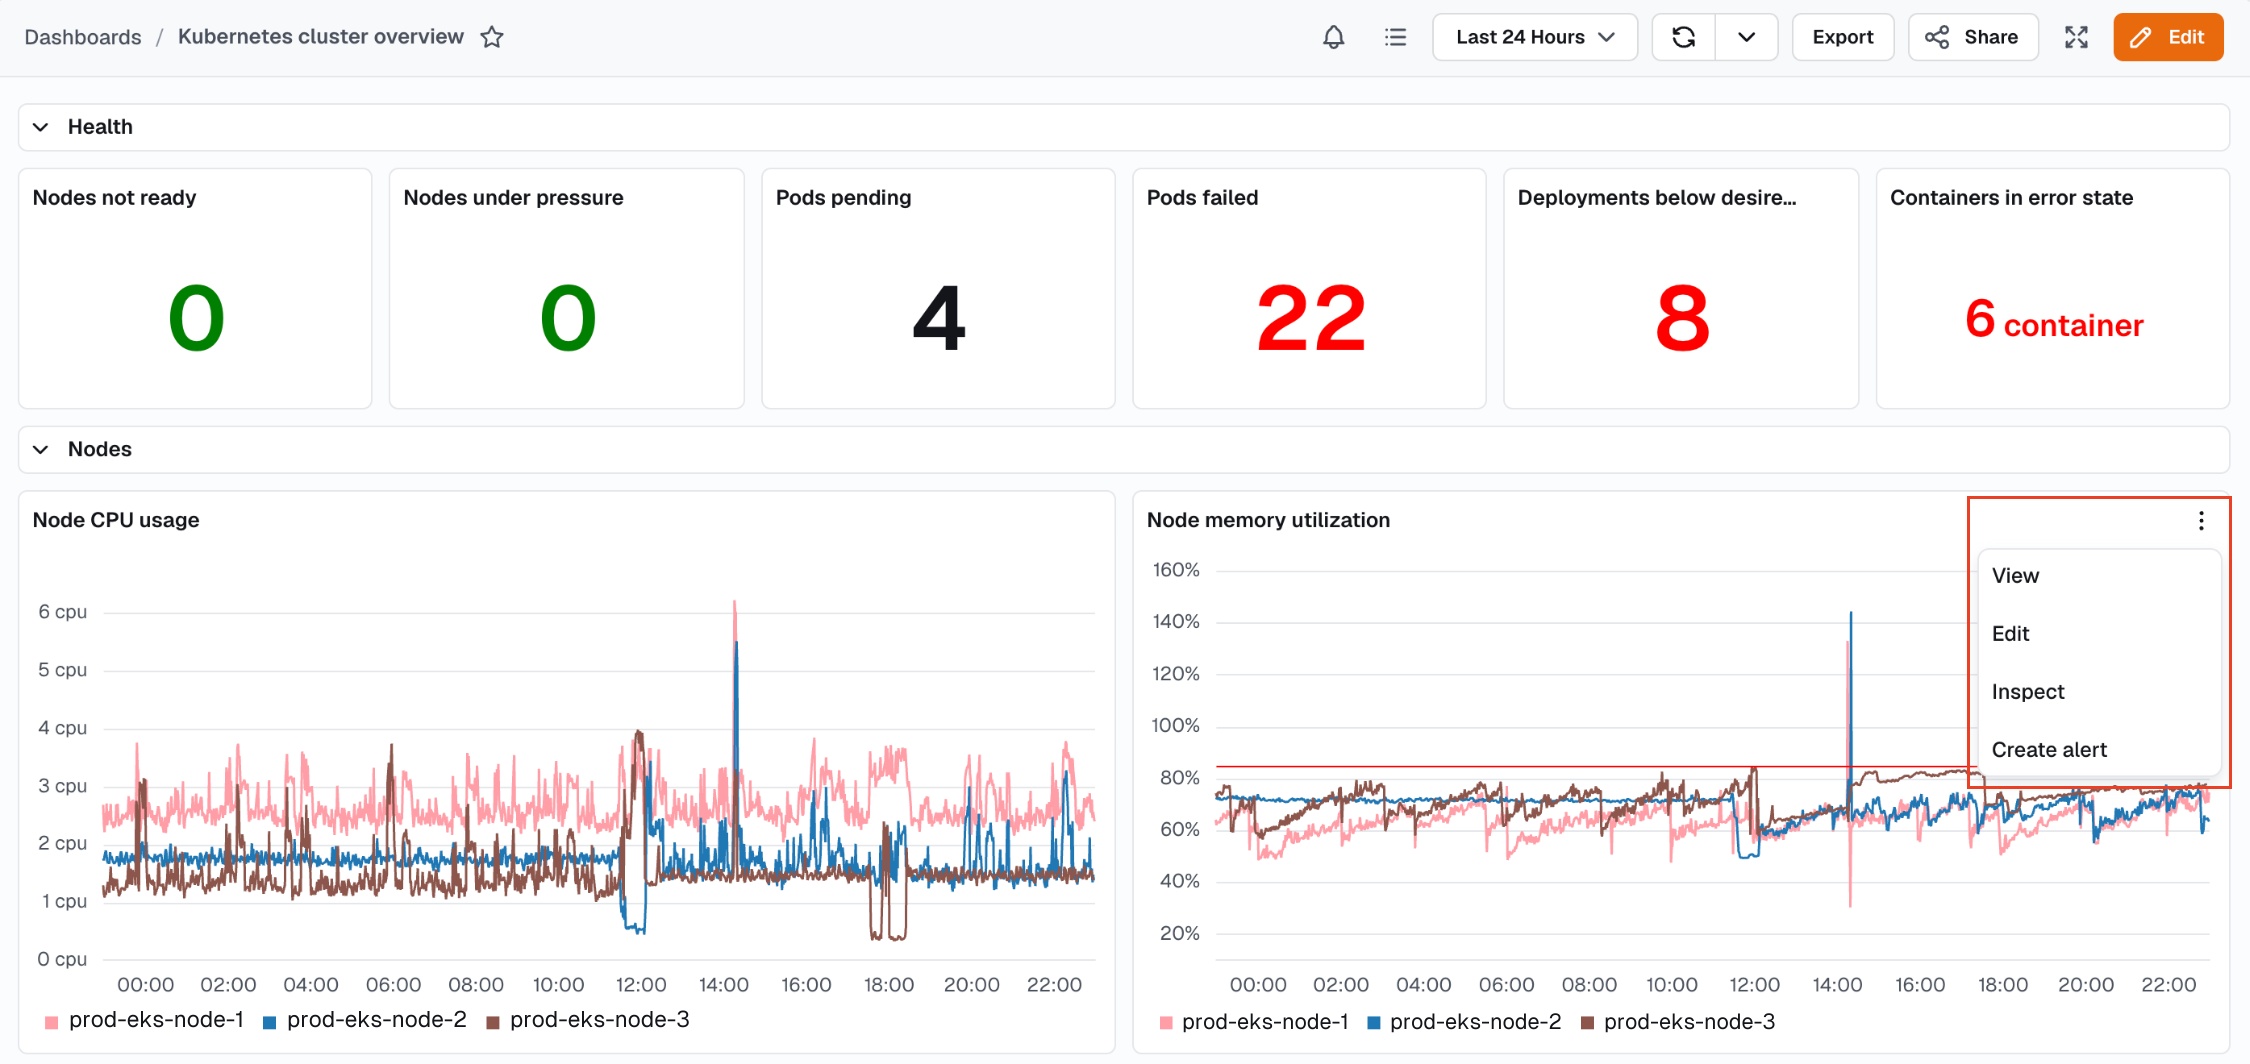 Dashboards / Kubernetes cluster overview
Last 24 Hours
Export
Share
Edit
Health
Nodes not ready
0
Nodes under pressure
0
Pods pending
4
Pods failed
22
Deployments below desire...
8
Containers in error state
6 container
Nodes
Node CPU usage
6 cpu
5 cpu
4 cpu
3 cpu
2 cpu
1 cpu
0 cpu
00:00 02:00 04:00 06:00 08:00 10:00 12:00 14:00 16:00 18:00 20:00 22:00
prod-eks-node-1 prod-eks-node-2 prod-eks-node-3
Node memory utilization
160%
140%
120%
100%
80%
60%
40%
20%
00:00 02:00 04:00 06:00 08:00 10:00 12:00 14:00 16:00 18:00 20:00 22:00
prod-eks-node-1 prod-eks-node-2 prod-eks-node-3
View
Edit
Inspect
Create alert